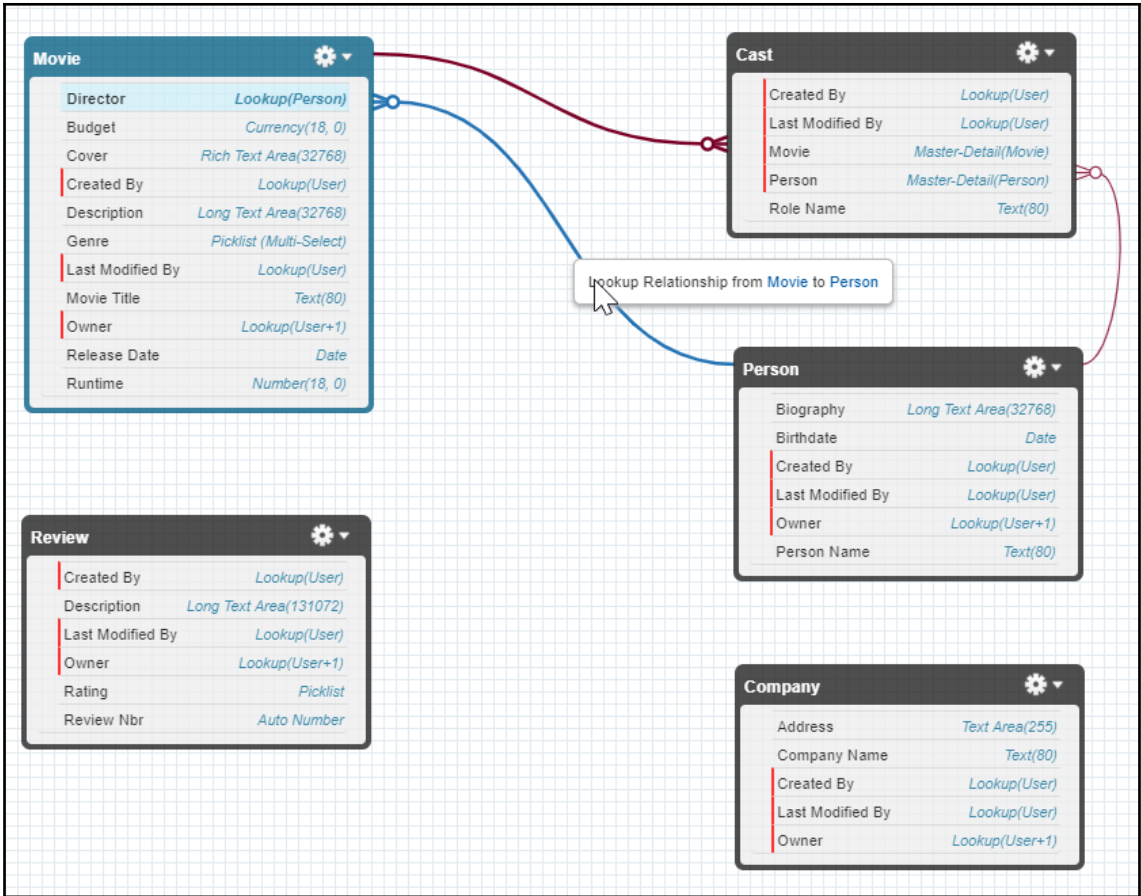 Movie
Director Lookup(Person)
Budget Currency(18, 0)
Cover Rich Text Area(32768)
Created By Lookup(User)
Description Long Text Area(32768)
Genre Picklist (Multi-Select)
Last Modified By Lookup(User)
Movie Title Text(80)
Owner Lookup(User+1)
Release Date Date
Runtime Number(18, 0)
Cast
Created By Lookup(User)
Last Modified By Lookup(User)
Movie Master-Detail(Movie)
Person Master-Detail(Person)
Role Name Text(80)
Lookup Relationship from Movie to Person
Person
Biography Long Text Area(32768)
Birthdate Date
Created By Lookup(User)
Last Modified By Lookup(User)
Owner Lookup(User+1)
Person Name Text(80)
Review
Created By Lookup(User)
Description Long Text Area(131072)
Last Modified By Lookup(User)
Owner Lookup(User+1)
Rating Picklist
Review Nbr Auto Number
Company
Address Text Area(255)
Company Name Text(80)
Created By Lookup(User)
Last Modified By Lookup(User)
Owner Lookup(User+1)